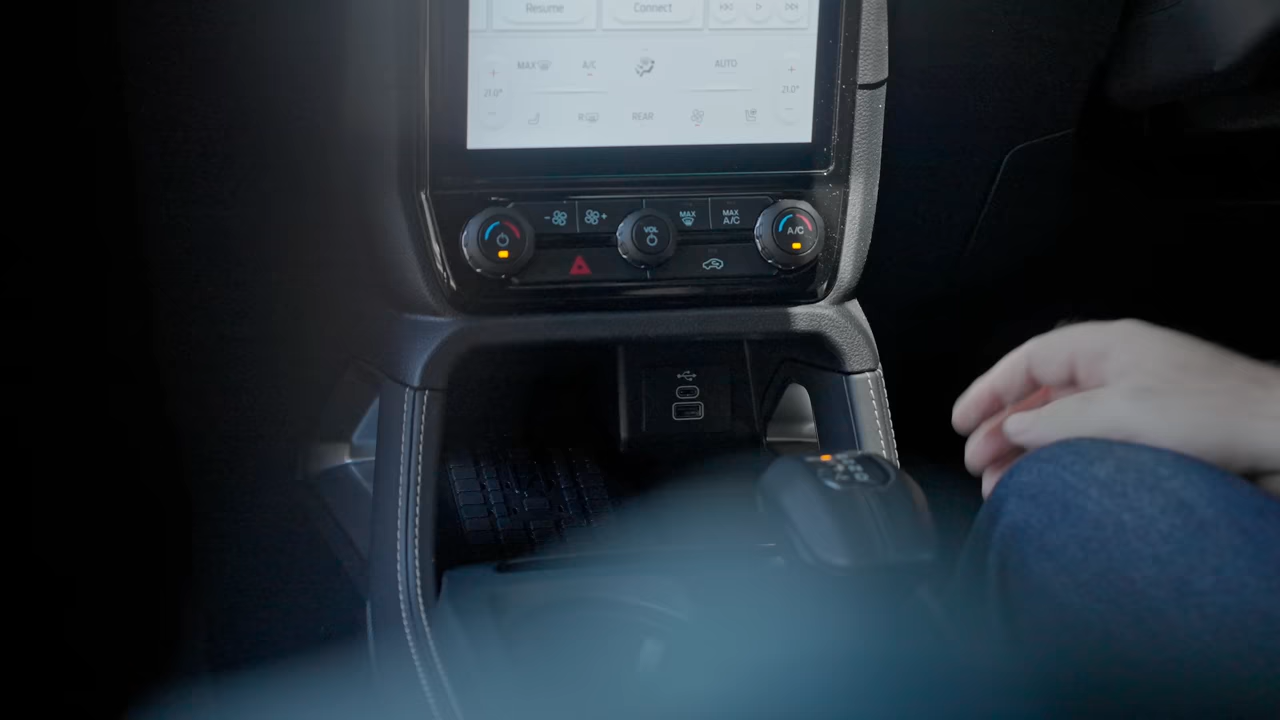 Resume Connect
MAX A/C AUTO
21.0° 21.0°
R REAR
- + VOL MAX MAX A/C A/C